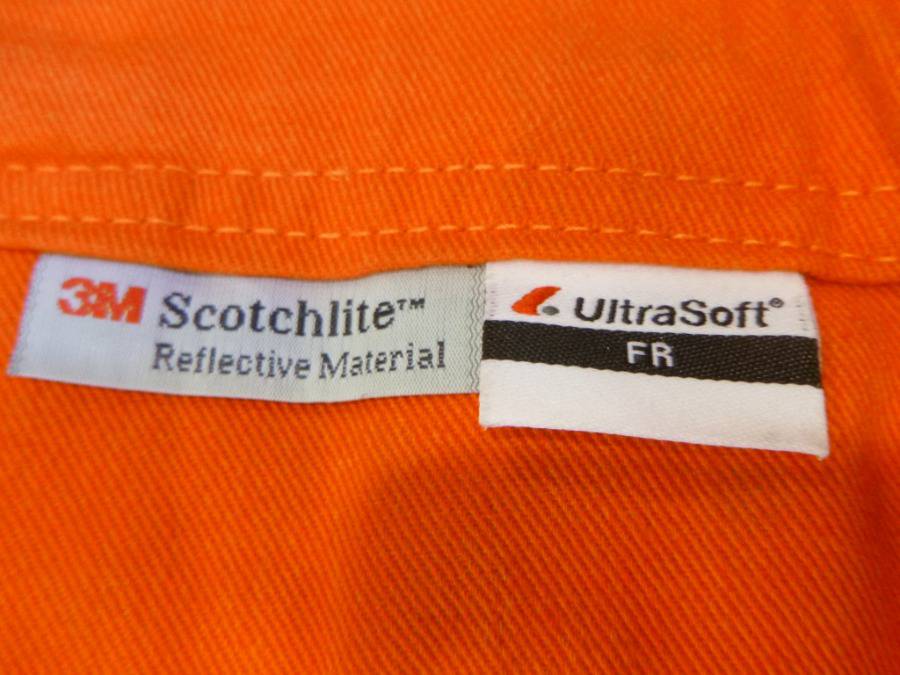 3M Scotchlite™
Reflective Material
UltraSoft®
FR